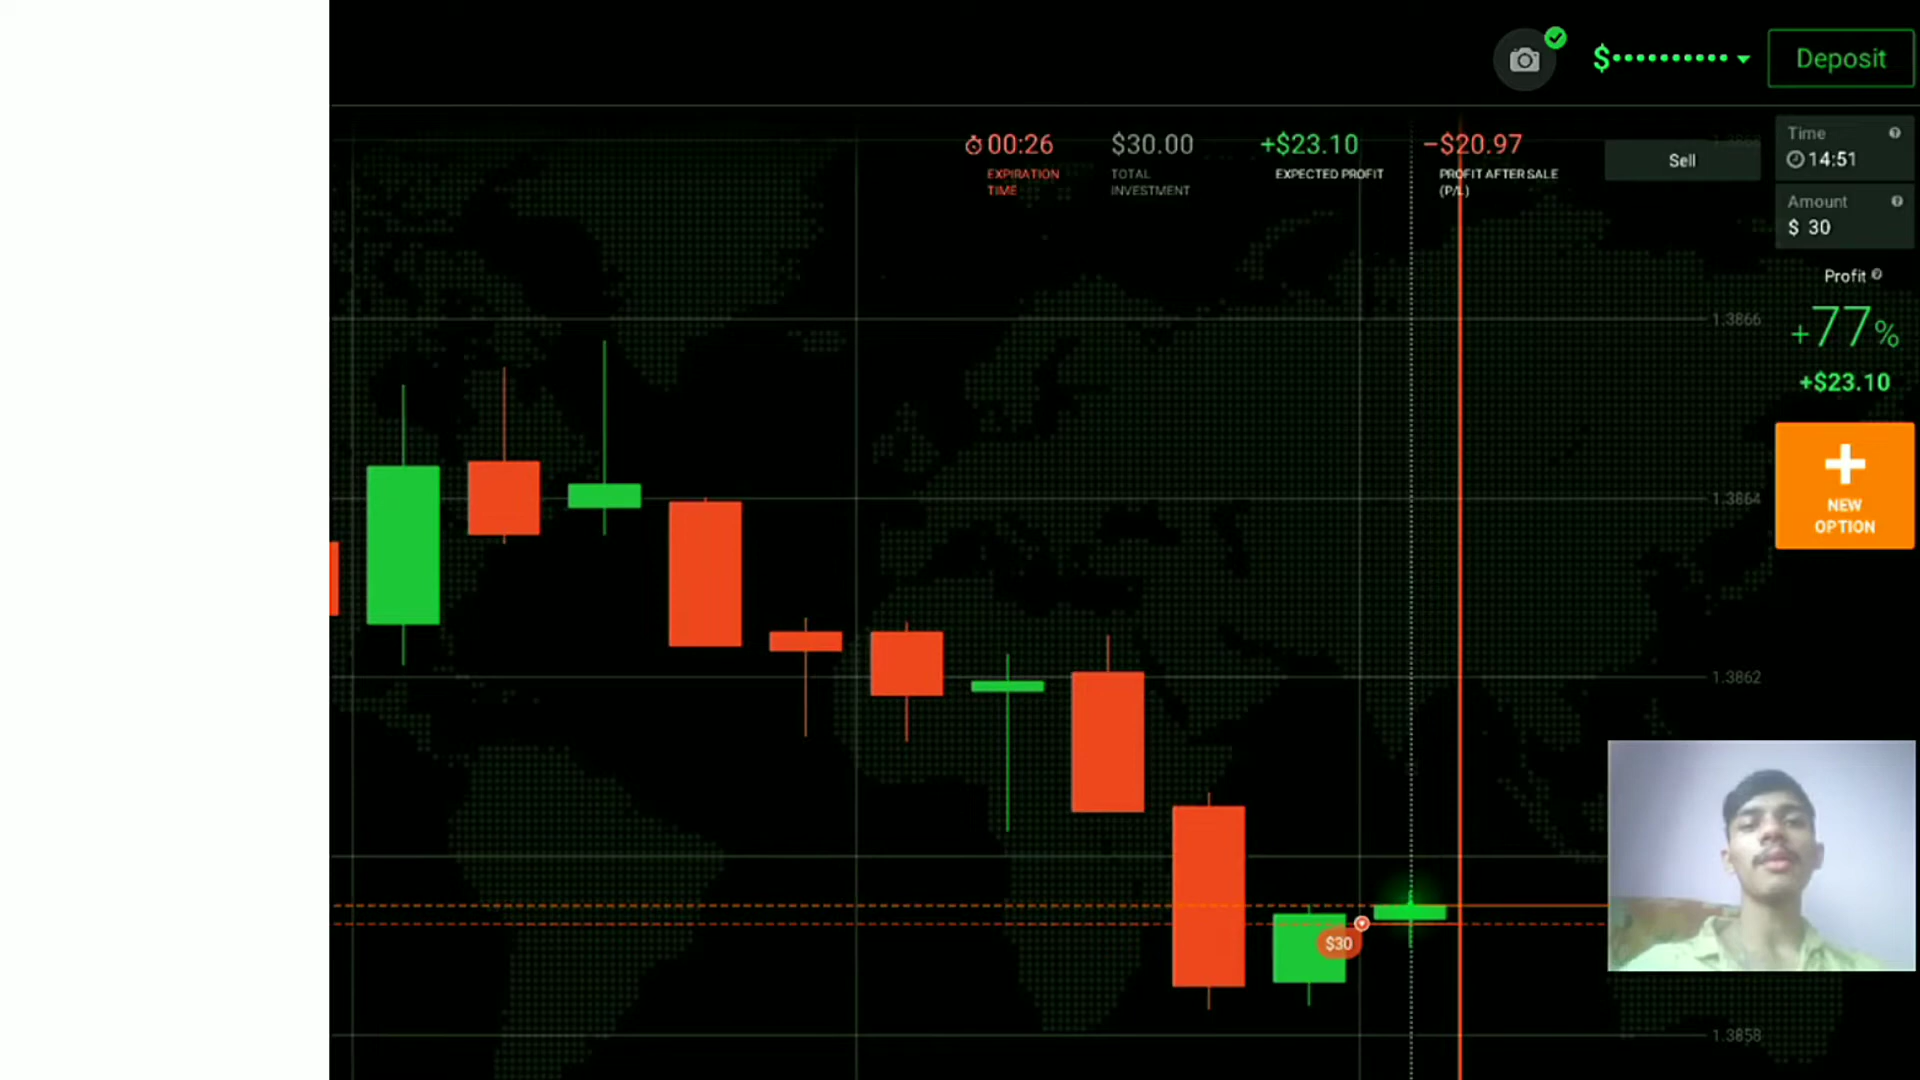 $
Deposit
00:26
EXPIRATION
TIME
$30.00
TOTAL
INVESTMENT
+$23.10
EXPECTED PROFIT
−$20.97
PROFIT AFTER SALE
(P/L)
Sell
Time
14:51
Amount
$ 30
Profit
+77%
+$23.10
NEW
OPTION
1.3866
1.3864
1.3862
$30
1.3858